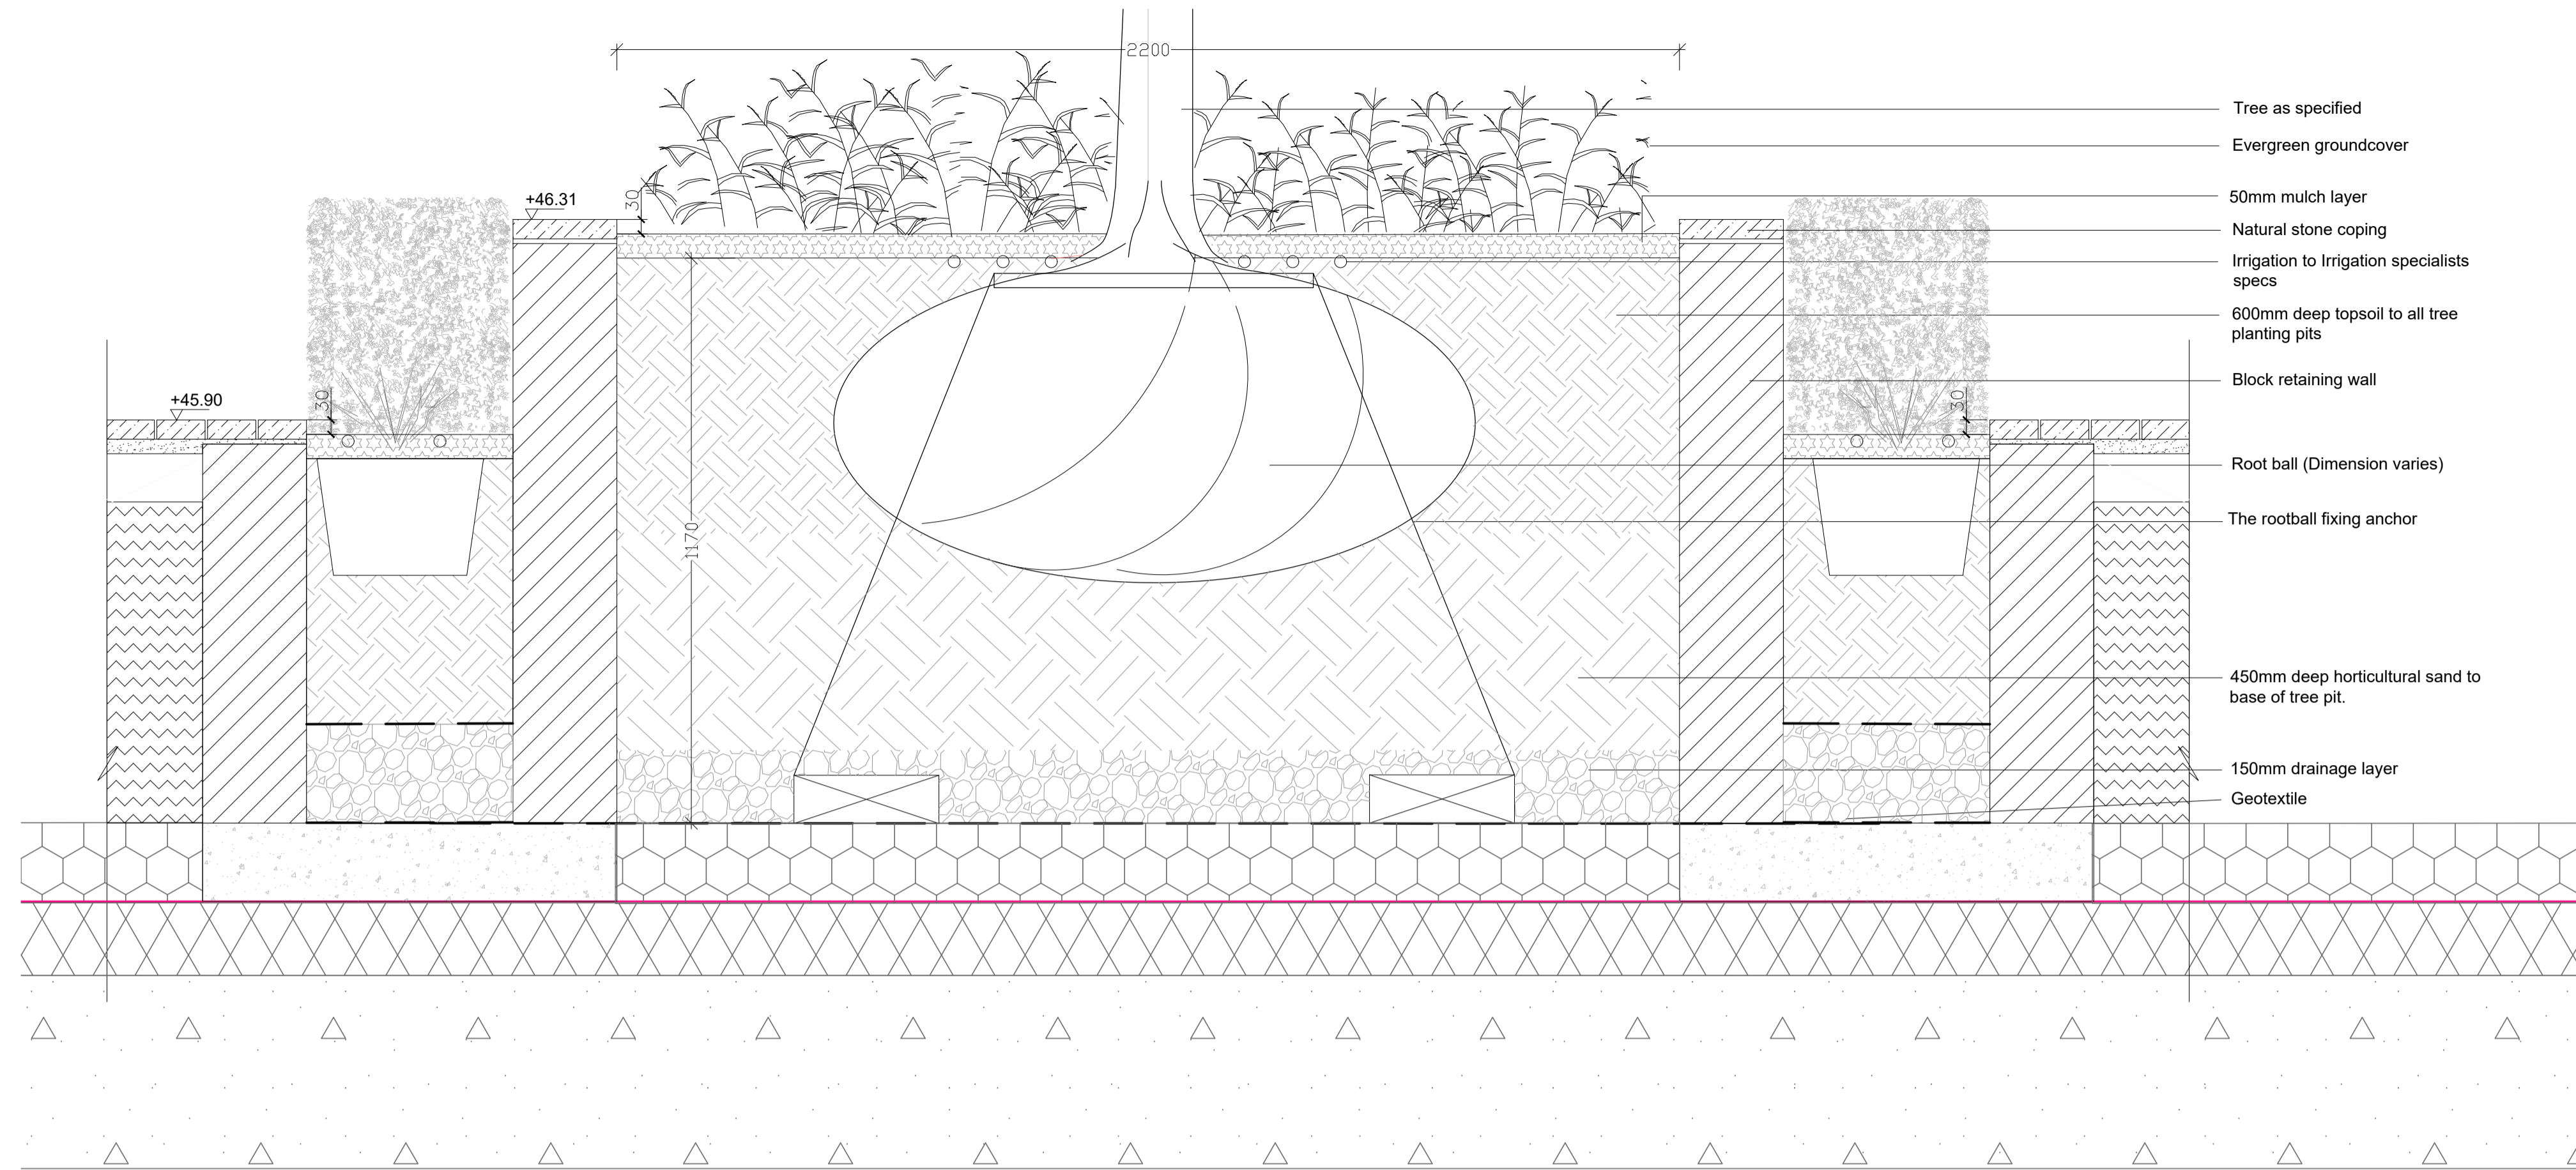 2200
Tree as specified
Evergreen groundcover
+46.31
30
50mm mulch layer
Natural stone coping
Irrigation to Irrigation specialists
specs
600mm deep topsoil to all tree
planting pits
Block retaining wall
+45.90
30
30
Root ball (Dimension varies)
The rootball fixing anchor
1170
450mm deep horticultural sand to
base of tree pit.
150mm drainage layer
Geotextile